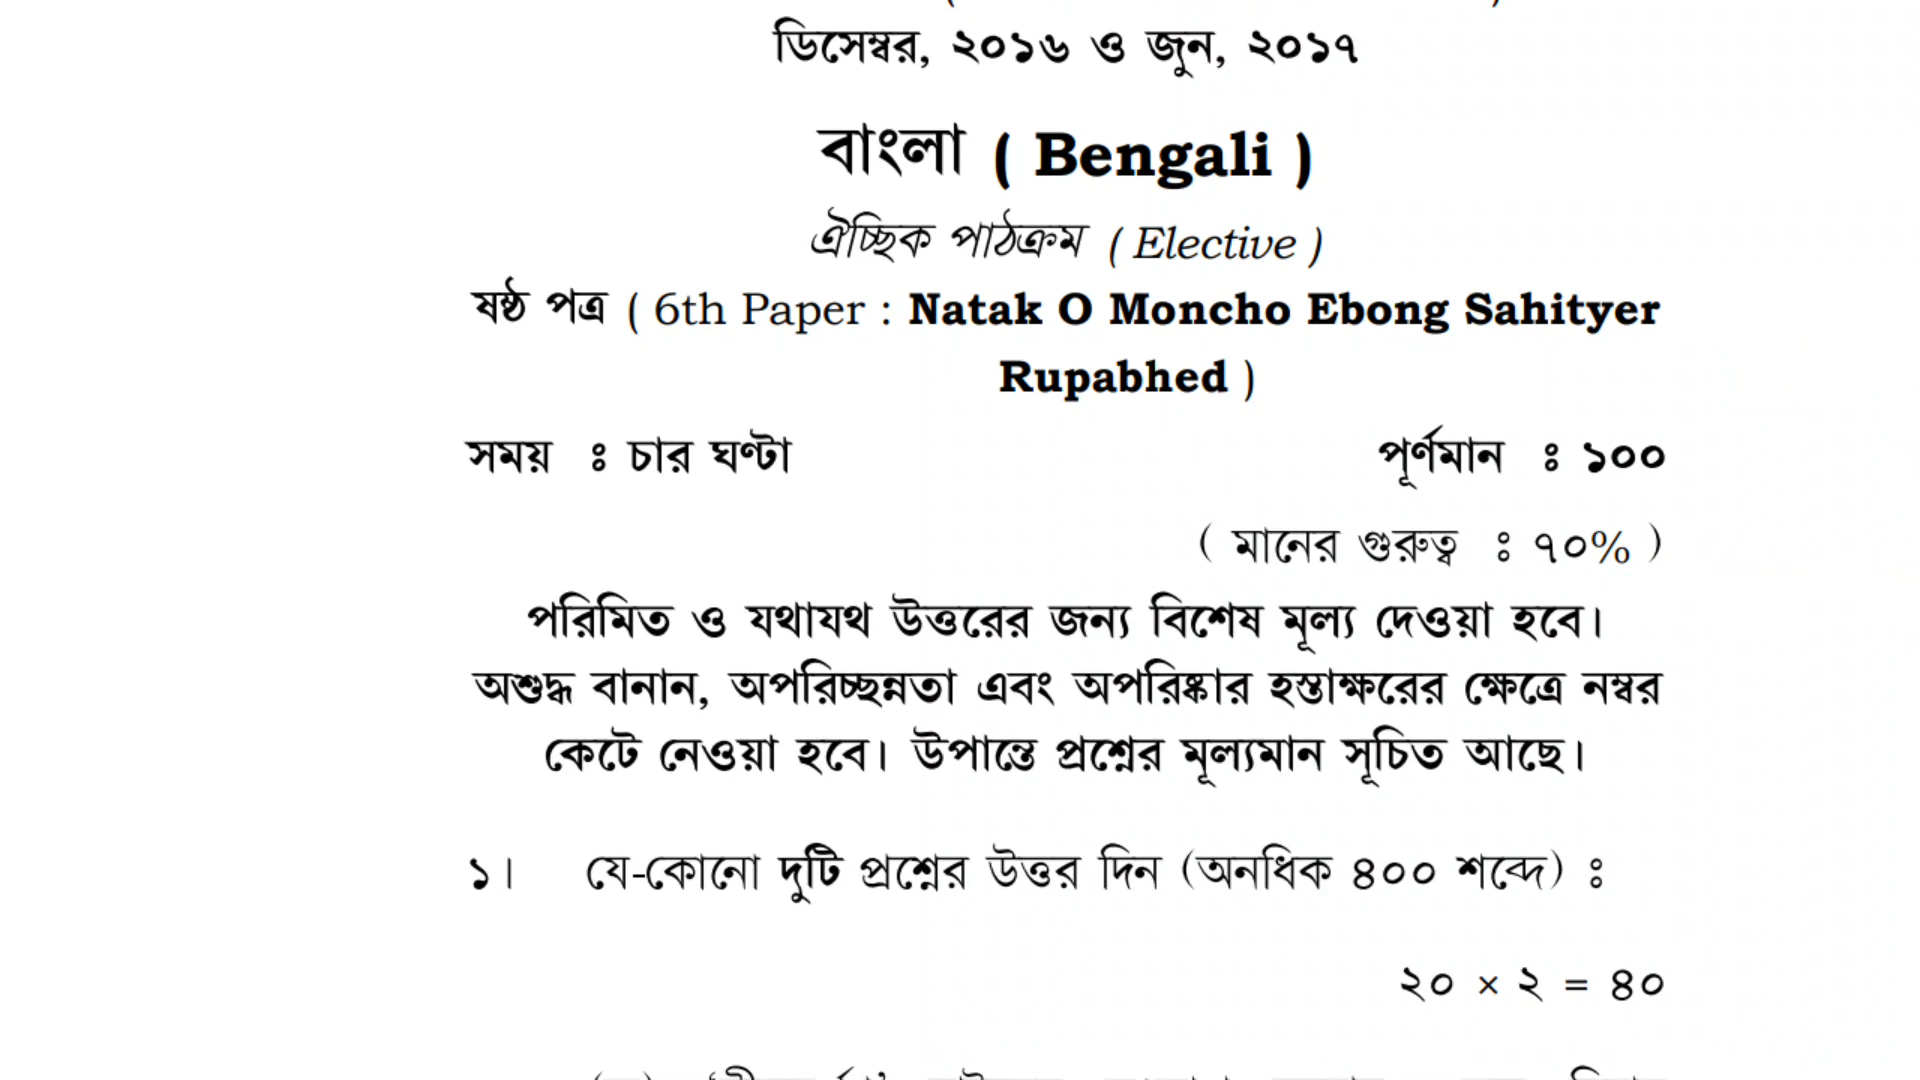 ডিসেম্বর, ২০১৬ ও জুন, ২০১৭
বাংলা ( Bengali )
ঐচ্ছিক পাঠক্রম ( Elective )
ষষ্ঠ পত্র ( 6th Paper : Natak O Moncho Ebong Sahityer
Rupabhed )
সময় ঃ চার ঘণ্টা পূর্ণমান ঃ ১০০
( মানের গুরুত্ব ঃ ৭০% )
পরিমিত ও যথাযথ উত্তরের জন্য বিশেষ মূল্য দেওয়া হবে।
অশুদ্ধ বানান, অপরিচ্ছন্নতা এবং অপরিষ্কার হস্তাক্ষরের ক্ষেত্রে নম্বর
কেটে নেওয়া হবে। উপান্তে প্রশ্নের মূল্যমান সূচিত আছে।
১। যে-কোনো দুটি প্রশ্নের উত্তর দিন (অনধিক ৪০০ শব্দে) ঃ
২০ × ২ = ৪০